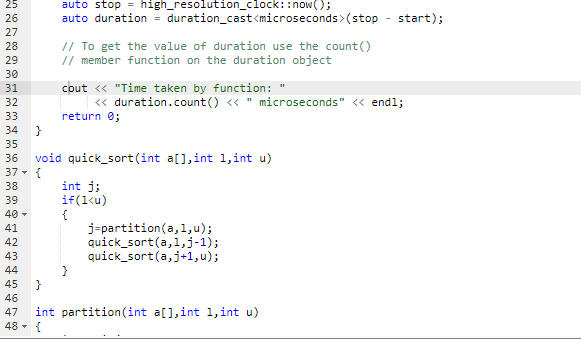 25 auto stop = high_resolution_clock::now();
26 auto duration = duration_cast<microseconds>(stop - start);
27
28 // To get the value of duration use the count()
29 // member function on the duration object
30
31 cout << "Time taken by function: "
32 << duration.count() << " microseconds" << endl;
33 return 0;
34 }
35
36 void quick_sort(int a[],int l,int u)
37 {
38 int j;
39 if(l<u)
40 {
41 j=partition(a,l,u);
42 quick_sort(a,l,j-1);
43 quick_sort(a,j+1,u);
44 }
45 }
46
47 int partition(int a[],int l,int u)
48 {